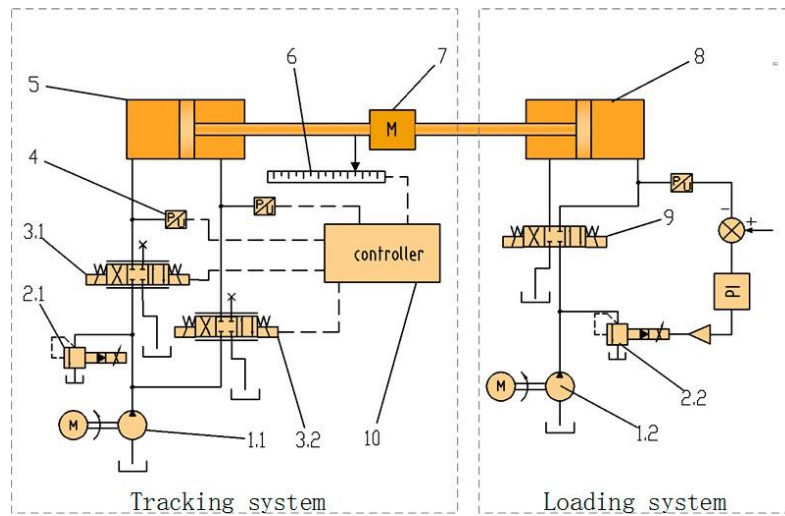 6
7
8
5
M
4
P
U
P
U
P
U
9
-
+
3.1
controller
PI
2.1
2.2
M
M
1.1
3.2
10
1.2
Tracking system
Loading system